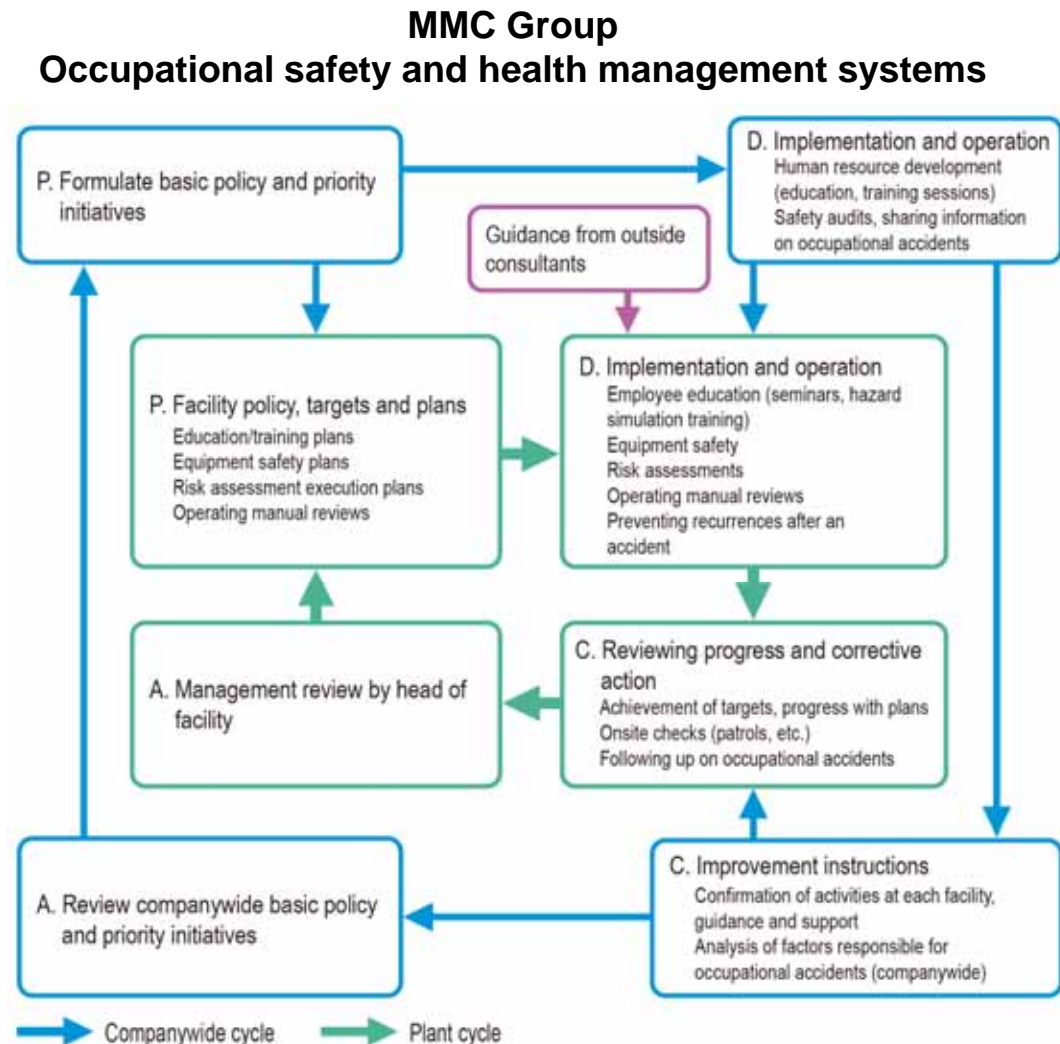 MMC Group
Occupational safety and health management systems
P. Formulate basic policy and priority
initiatives
D. Implementation and operation
Human resource development
(education, training sessions)
Safety audits, sharing information
on occupational accidents
Guidance from outside
consultants
P. Facility policy, targets and plans
Education/training plans
Equipment safety plans
Risk assessment execution plans
Operating manual reviews
D. Implementation and operation
Employee education (seminars, hazard
simulation training)
Equipment safety
Risk assessments
Operating manual reviews
Preventing recurrences after an
accident
A. Management review by head of
facility
C. Reviewing progress and corrective
action
Achievement of targets, progress with plans
Onsite checks (patrols, etc.)
Following up on occupational accidents
A. Review companywide basic policy
and priority initiatives
C. Improvement instructions
Confirmation of activities at each facility,
guidance and support
Analysis of factors responsible for
occupational accidents (companywide)
Companywide cycle
Plant cycle